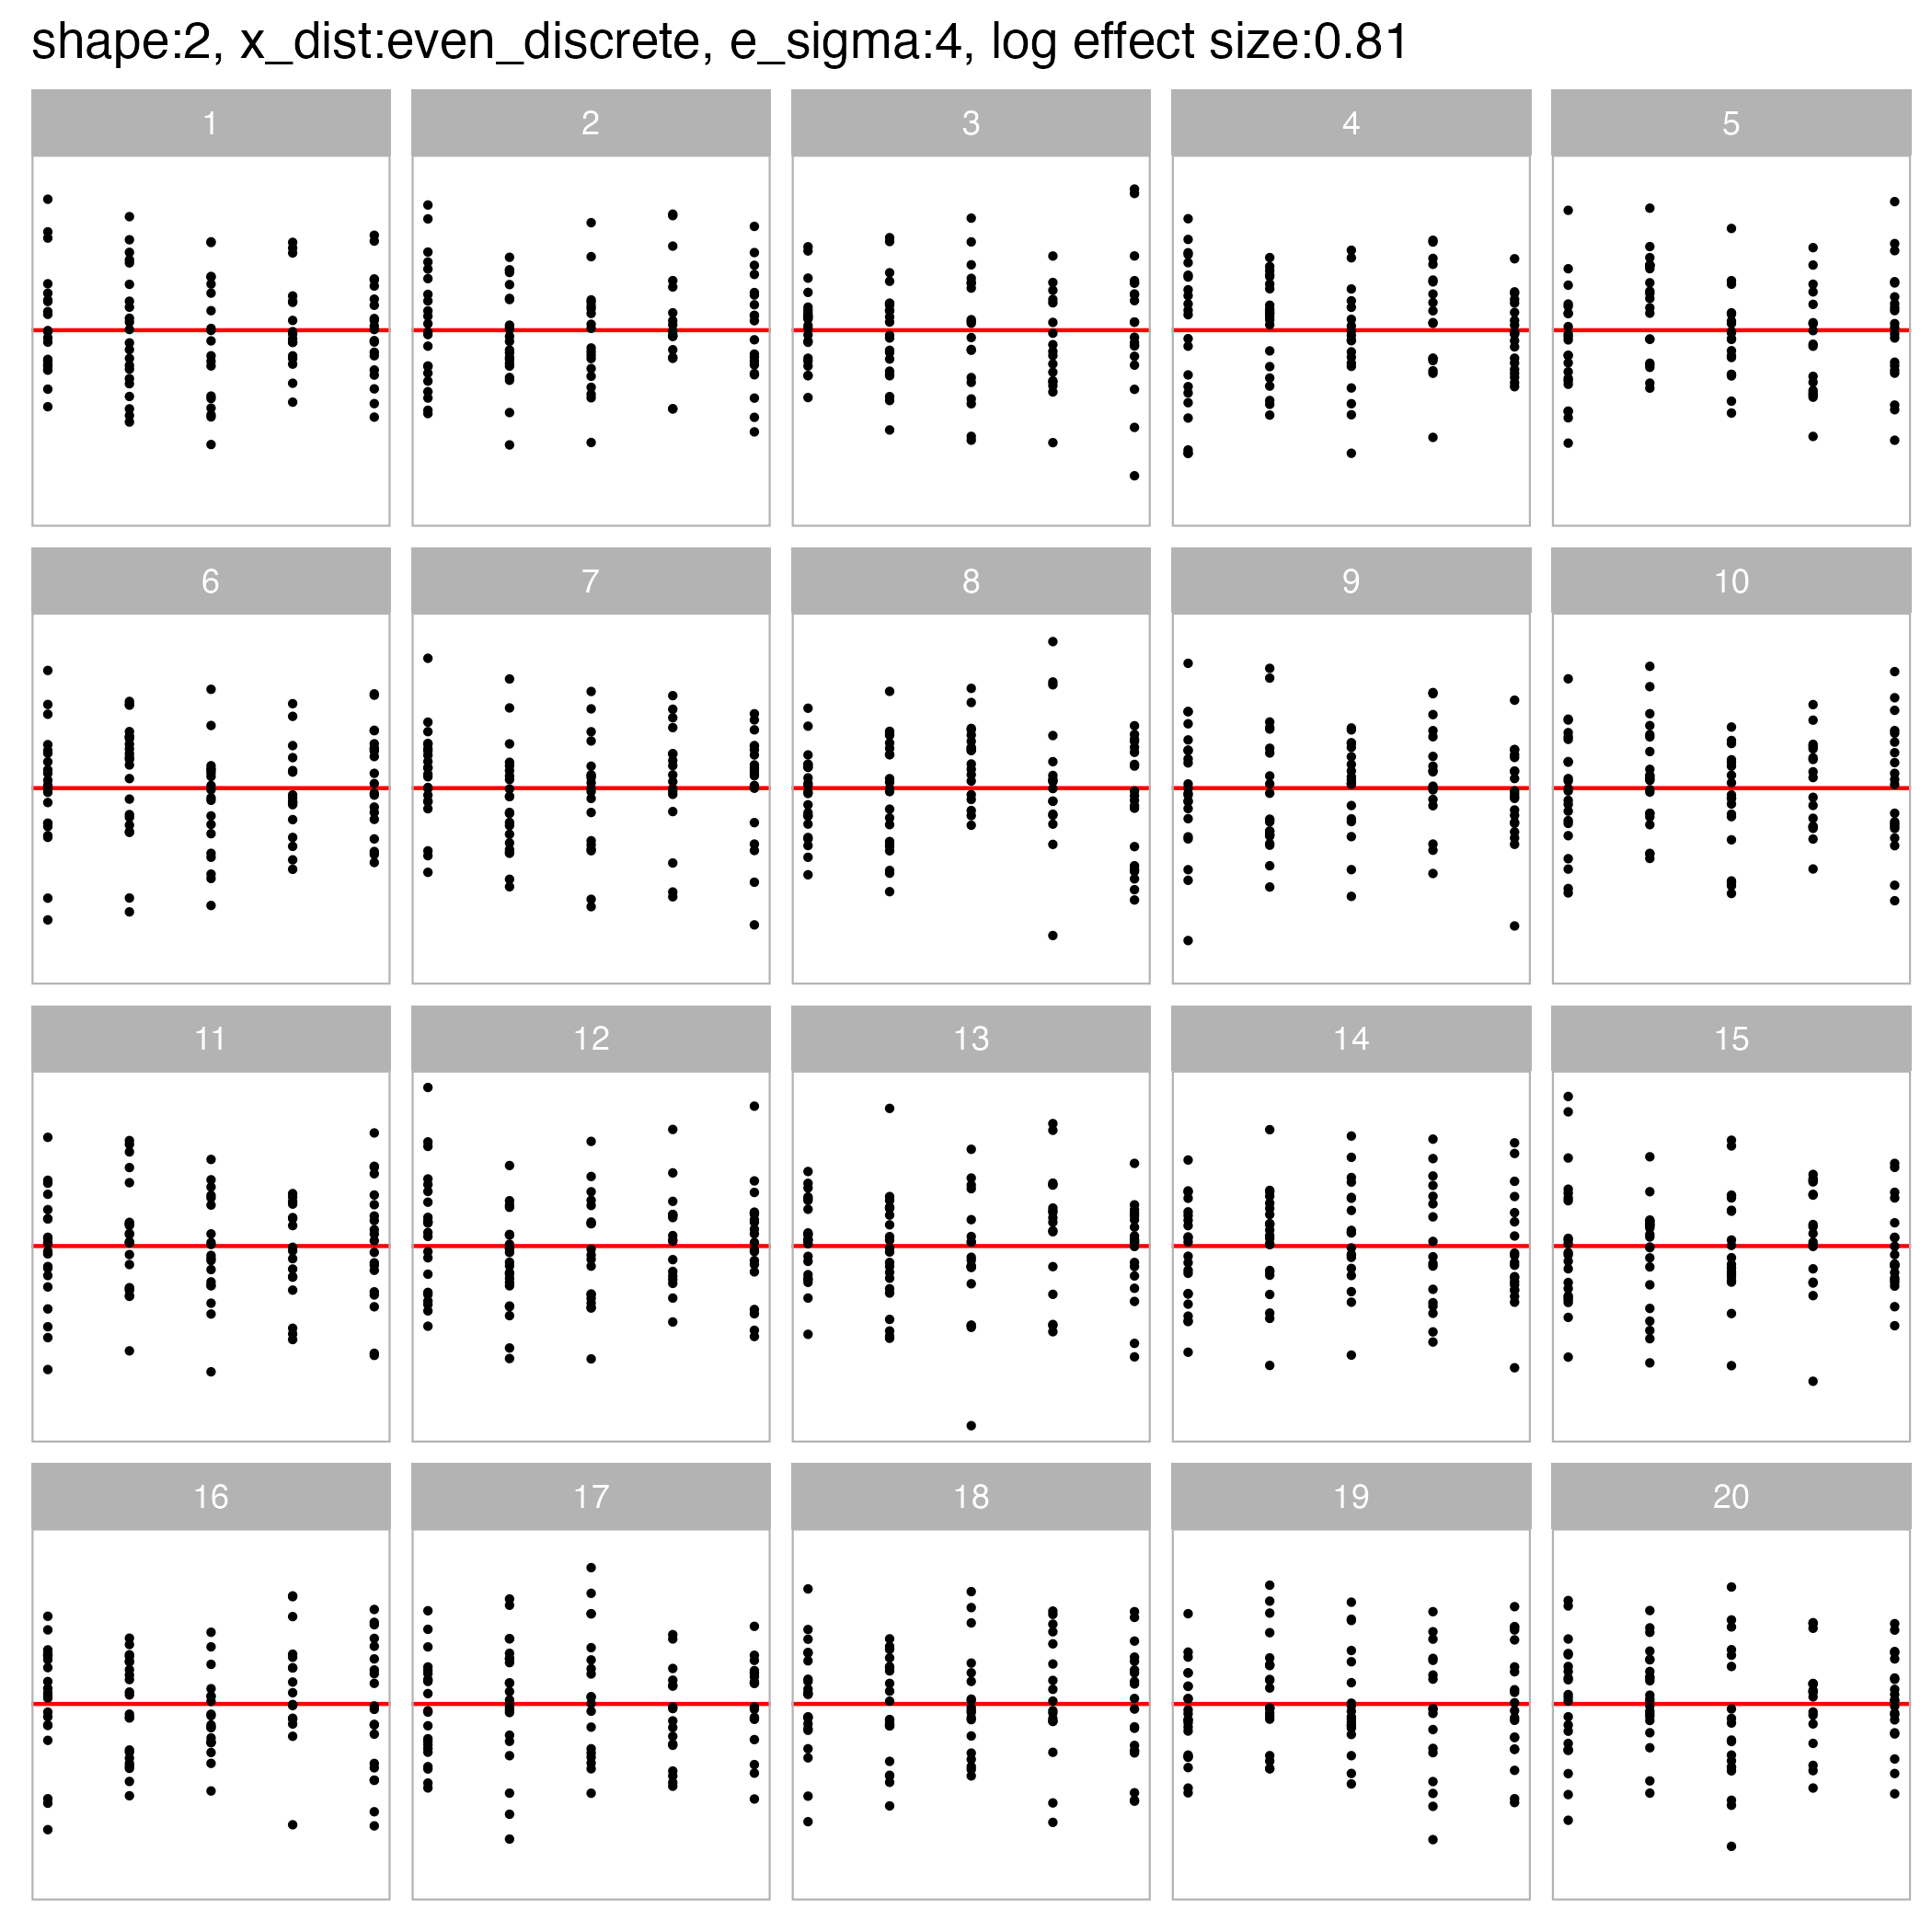 shape:2, x_dist:even_discrete, e_sigma:4, log effect size:0.81
1 2 3 4 5
6 7 8 9 10
11 12 13 14 15
16 17 18 19 20